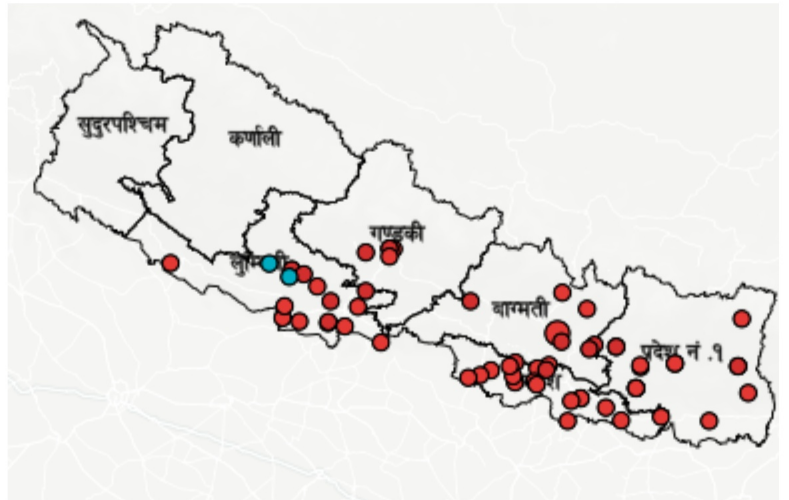 सुदुरपश्चिम
कर्णाली
गण्डकी
बाग्मती
प्रदेश नं .१